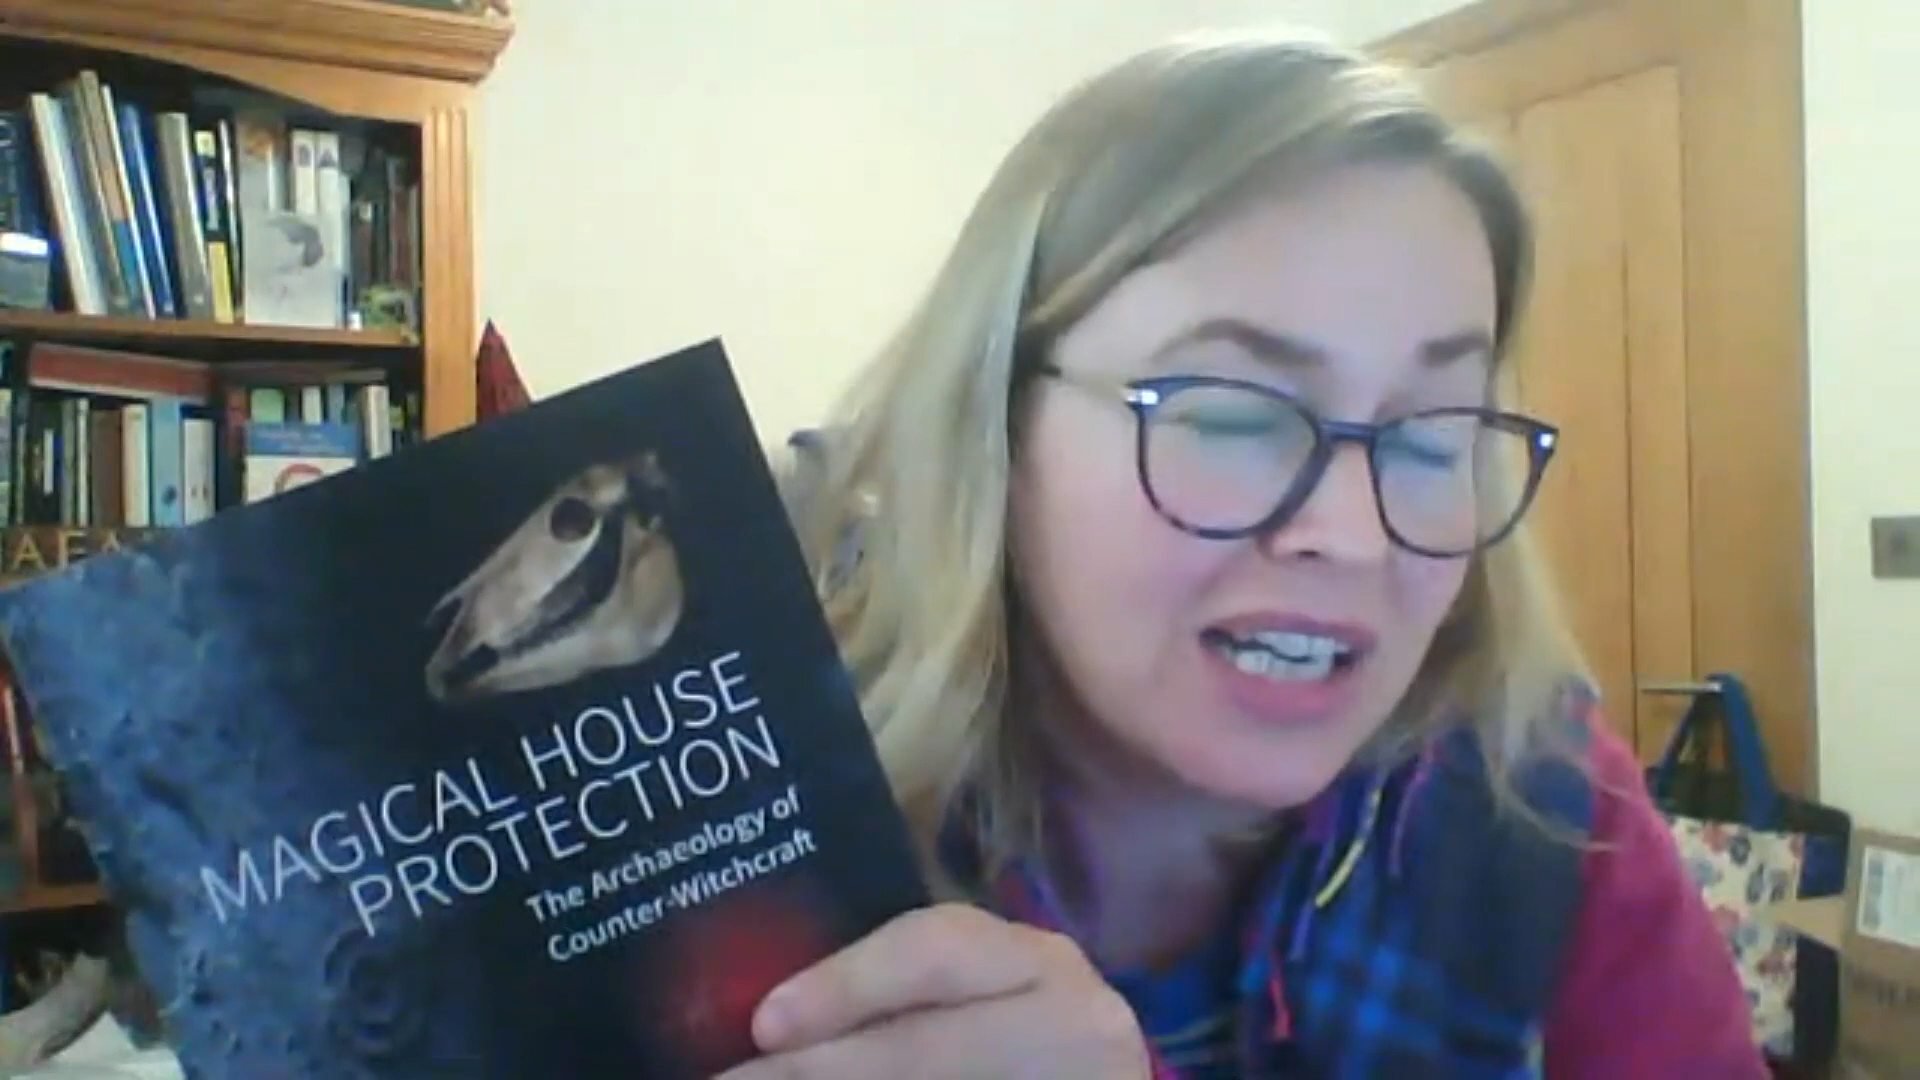 MAGICAL HOUSE
PROTECTION
The Archaeology of
Counter-Witchcraft